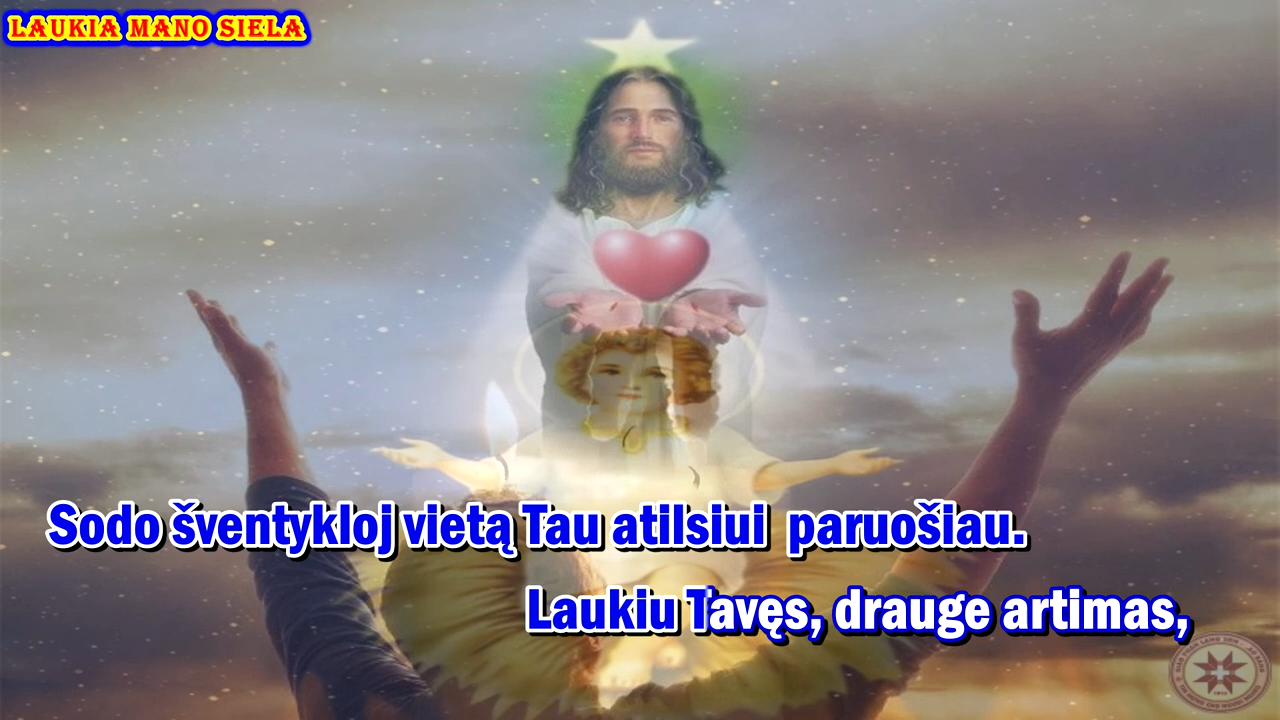 LAUKIA MANO SIELA
Sodo šventykloj vietą Tau atilsiui paruošiau.
Laukiu Tavęs, drauge artimas,